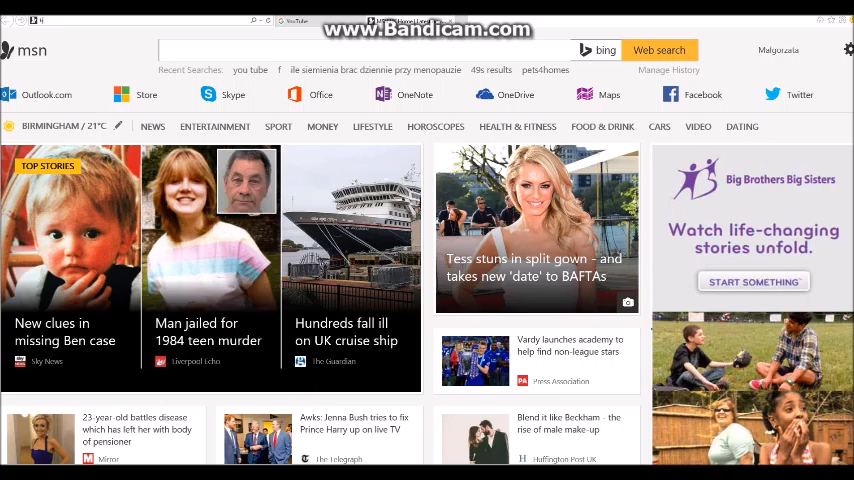 YouTube
www.Bandicam.com
msn
bing
Web search
Malgorzata
Recent Searches: you tube f ile siemienia brac dziennie przy menopauzie 49s results pets4homes Manage History
Outlook.com Store Skype Office OneNote OneDrive Maps Facebook Twitter
BIRMINGHAM / 21°C NEWS ENTERTAINMENT SPORT MONEY LIFESTYLE HOROSCOPES HEALTH & FITNESS FOOD & DRINK CARS VIDEO DATING
TOP STORIES
New clues in
missing Ben case
Sky News
Man jailed for
1984 teen murder
Liverpool Echo
Hundreds fall ill
on UK cruise ship
The Guardian
Tess stuns in split gown - and
takes new 'date' to BAFTAs
Big Brothers Big Sisters
Watch life-changing
stories unfold.
START SOMETHING™
Vardy launches academy to
help find non-league stars
PA Press Association
23-year-old battles disease
which has left her with body
of pensioner
M Mirror
Awks: Jenna Bush tries to fix
Prince Harry up on live TV
The Telegraph
Blend it like Beckham - the
rise of male make-up
H Huffington Post UK